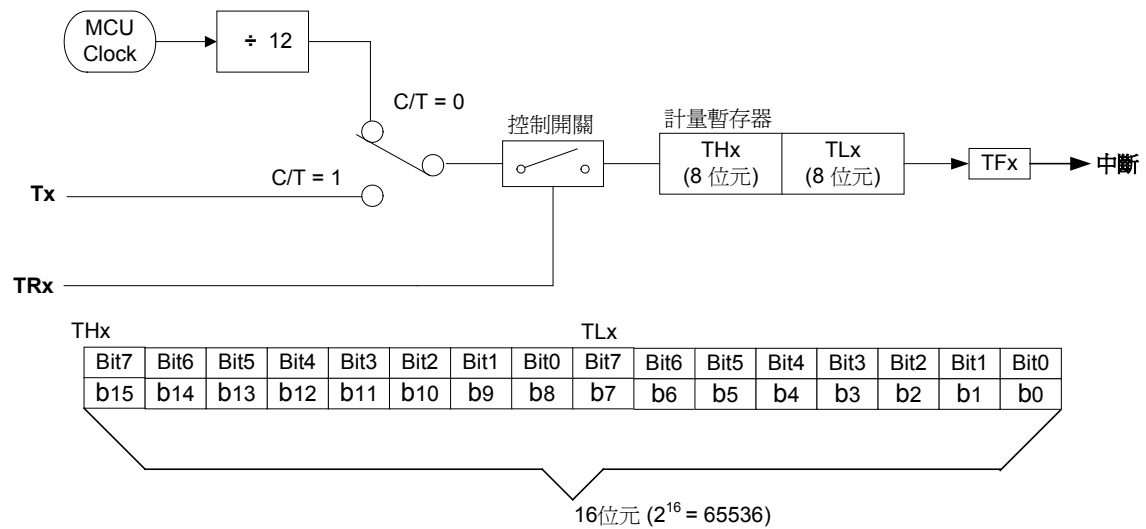 MCU
Clock
÷ 12
C/T = 0
控制開關
計量暫存器
THx
(8 位元)
TLx
(8 位元)
TFx
中斷
C/T = 1
Tx
TRx
THx
TLx
Bit7 Bit6 Bit5 Bit4 Bit3 Bit2 Bit1 Bit0 Bit7 Bit6 Bit5 Bit4 Bit3 Bit2 Bit1 Bit0
b15 b14 b13 b12 b11 b10 b9 b8 b7 b6 b5 b4 b3 b2 b1 b0
16位元 (2¹⁶ = 65536)